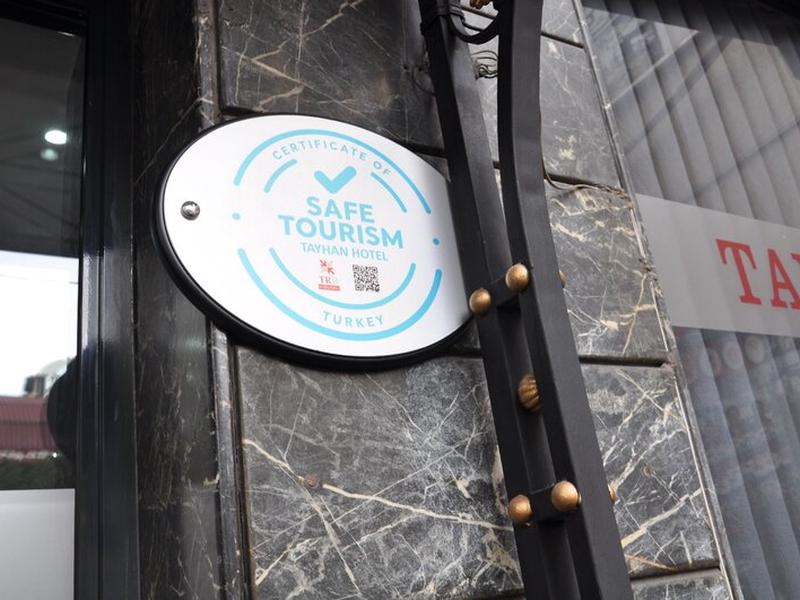 CERTIFICATE OF
SAFE
TOURISM
TAYHAN HOTEL
TURKEY
TA